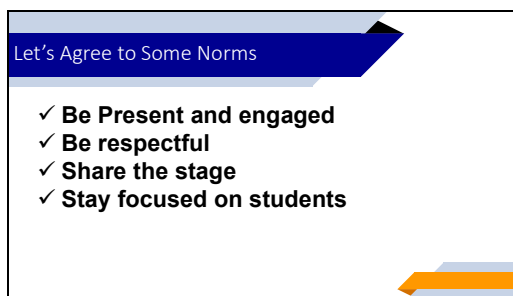 Let’s Agree to Some Norms
✓ Be Present and engaged
✓ Be respectful
✓ Share the stage
✓ Stay focused on students